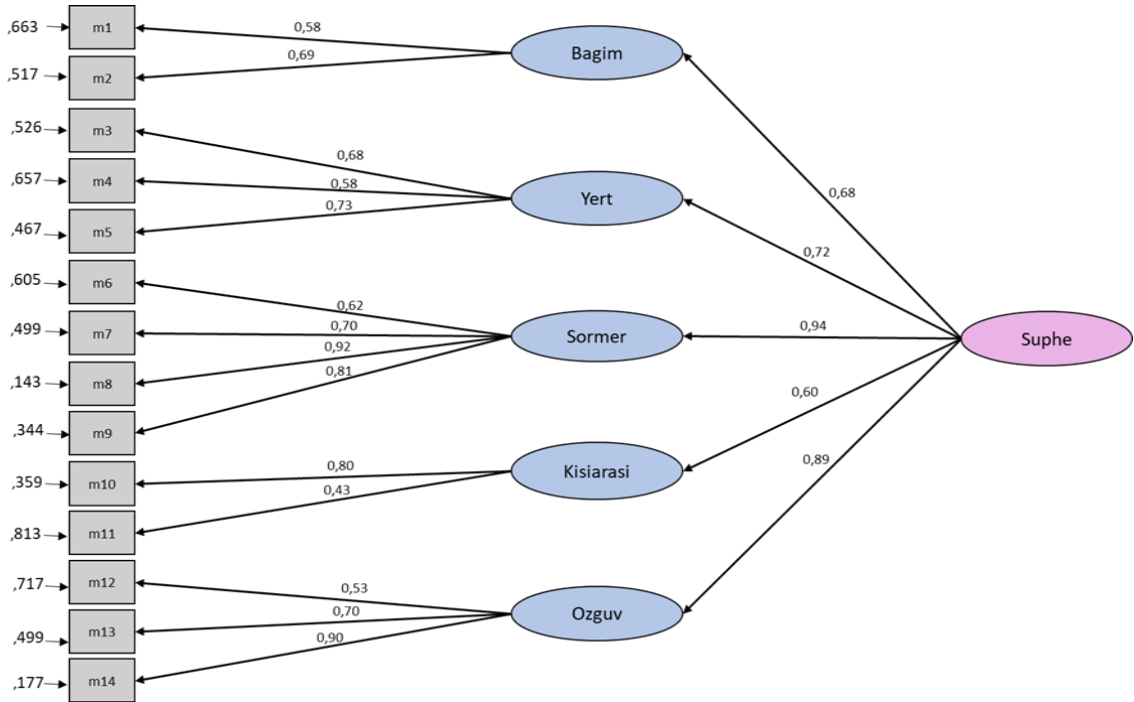 ,663 m1 0,58
Bagim
,517 m2 0,69
,526 m3 0,68
,657 m4 0,58
Yert
,467 m5 0,73
0,68
0,72
,605 m6 0,62
,499 m7 0,70
Sormer
0,94
Suphe
,143 m8 0,92
,344 m9 0,81
0,60
,359 m10 0,80
Kisiarasi
0,89
,813 m11 0,43
,717 m12 0,53
,499 m13 0,70
Ozguv
,177 m14 0,90